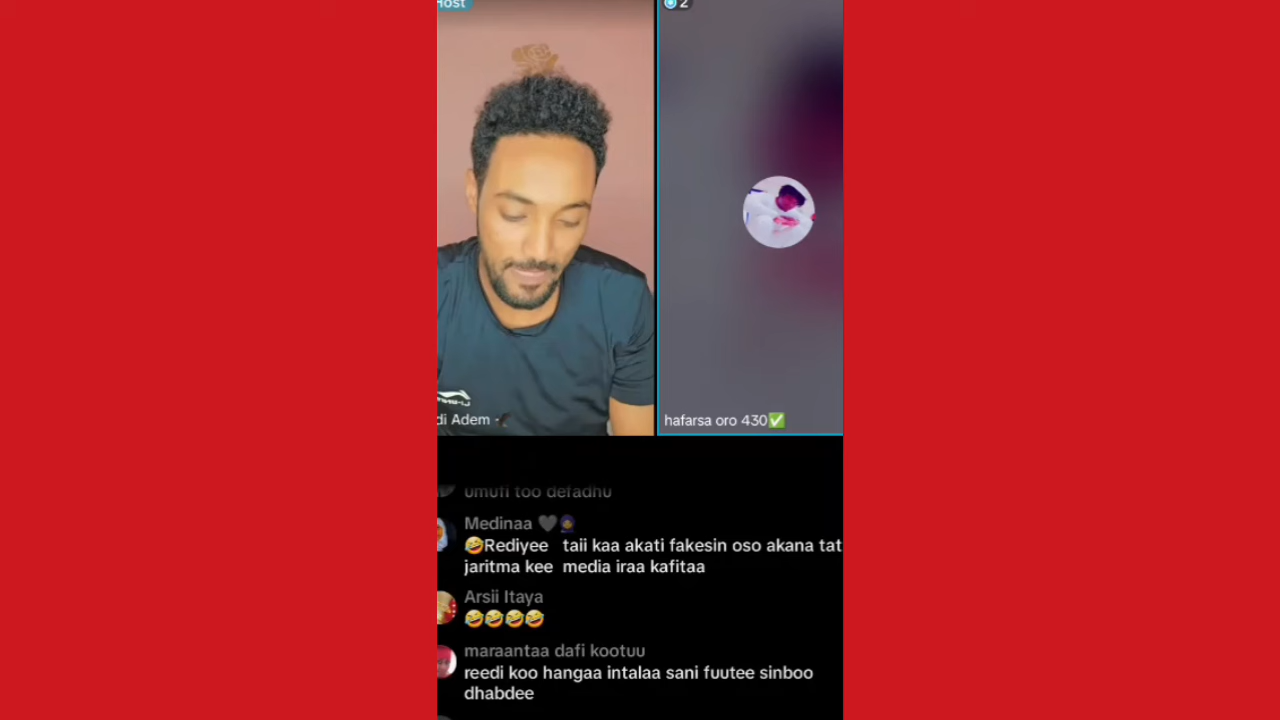 Host
2
di Adem -
hafarsa oro 430✅
umufi too defadhu
Medinaa 🖤
🤣Rediyee taii kaa akati fakesin oso akana tat
jaritma kee media iraa kafitaa
Arsii Itaya
🤣🤣🤣🤣
maraantaa dafi kootuu
reedi koo hangaa intalaa sani fuutee sinboo
dhabdee